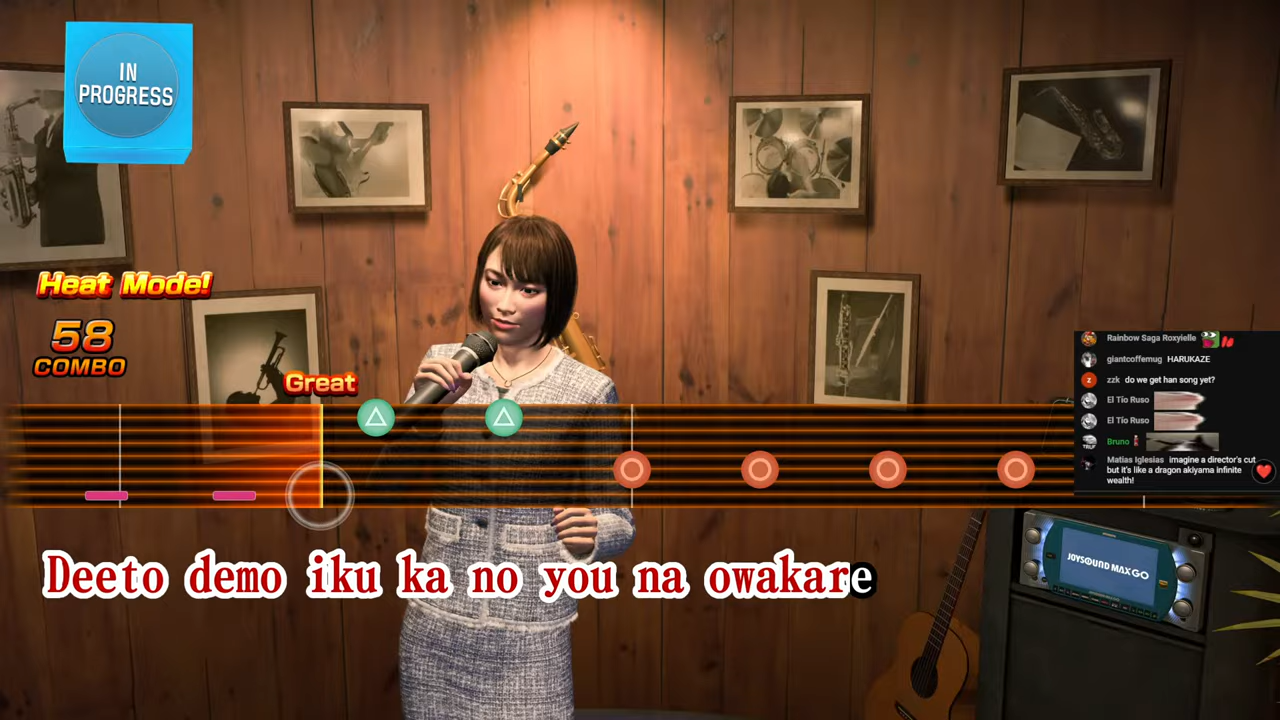 IN
PROGRESS
Heat Mode!
58
COMBO
Great
Rainbow Saga Roxyielle
giantcoffemug HARUKAZE
zzk do we get han song yet?
El Tío Ruso
El Tío Ruso
Bruno
Matías Iglesias imagine a director's cut
but it's like a dragon akiyama infinite
wealth!
JOYSOUND MAX GO
Deeto demo iku ka no you na owakare